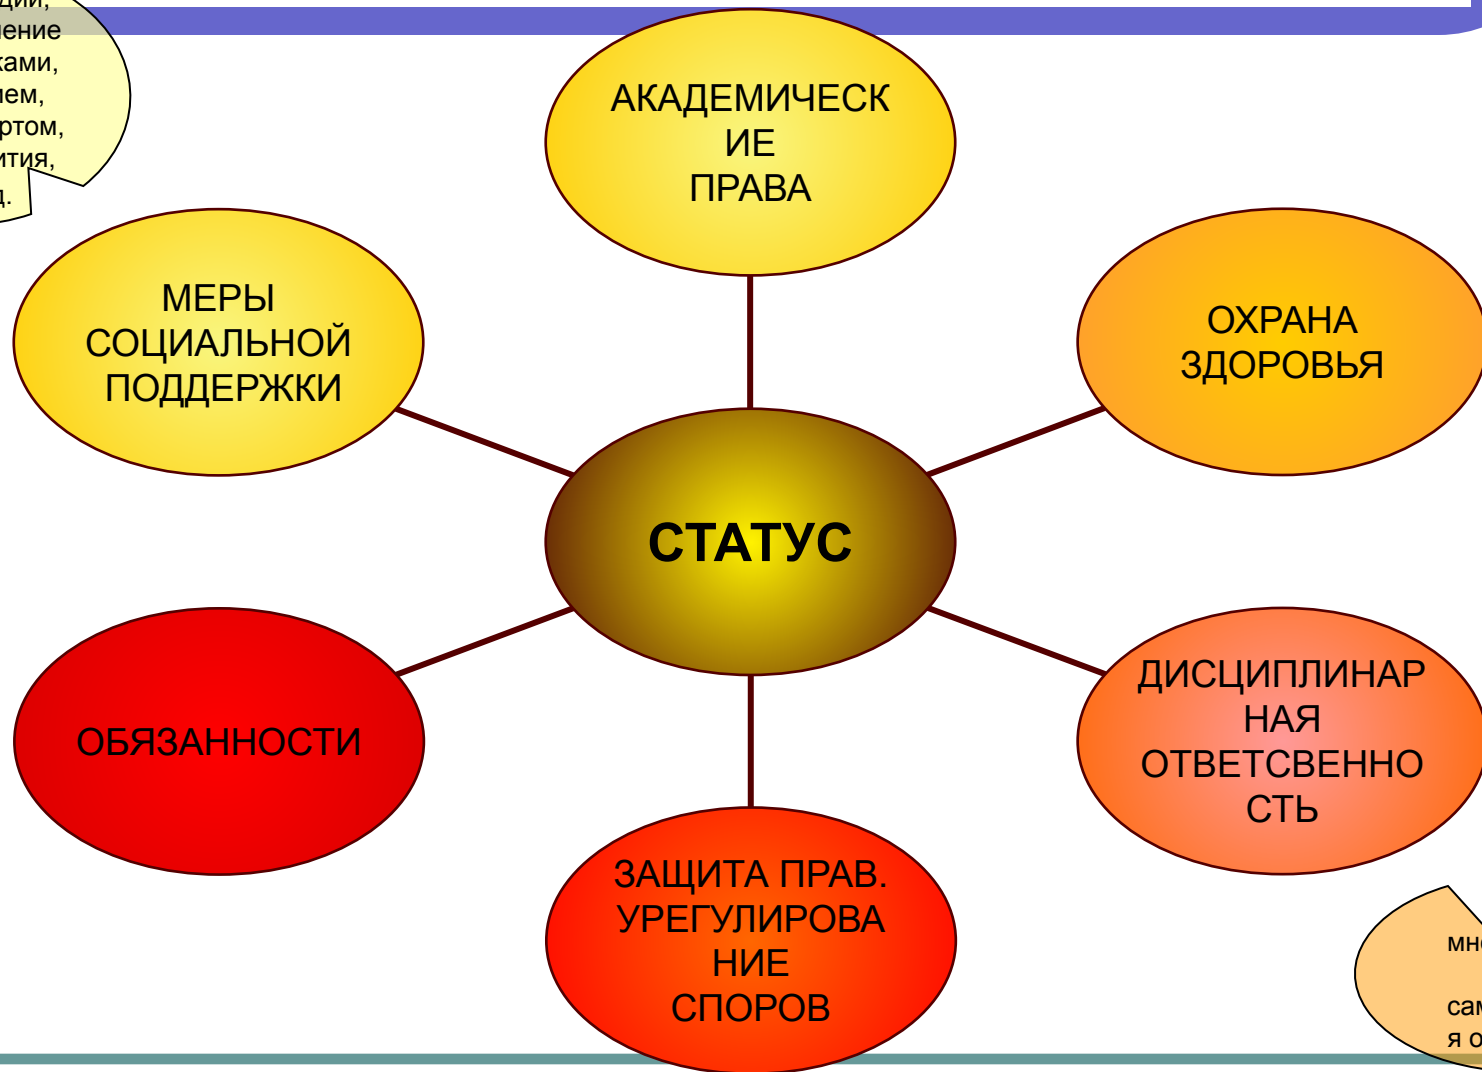 АКАДЕМИЧЕСК
ИЕ
ПРАВА
МЕРЫ
СОЦИАЛЬНОЙ
ПОДДЕРЖКИ
ОХРАНА
ЗДОРОВЬЯ
СТАТУС
ОБЯЗАННОСТИ
ДИСЦИПЛИНАР
НАЯ
ОТВЕТСВЕННО
СТЬ
ЗАЩИТА ПРАВ.
УРЕГУЛИРОВА
НИЕ
СПОРОВ